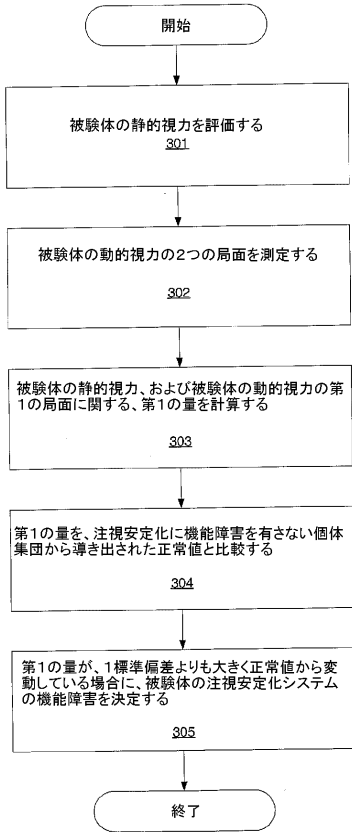 開始
被験体の静的視力を評価する
301
被験体の動的視力の2つの局面を測定する
302
被験体の静的視力、および被験体の動的視力の第
1の局面に関する、第1の量を計算する
303
第1の量を、注視安定化に機能障害を有さない個体
集団から導き出された正常値と比較する
304
第1の量が、1標準偏差よりも大きく正常値から変
動している場合に、被験体の注視安定化システム
の機能障害を決定する
305
終了